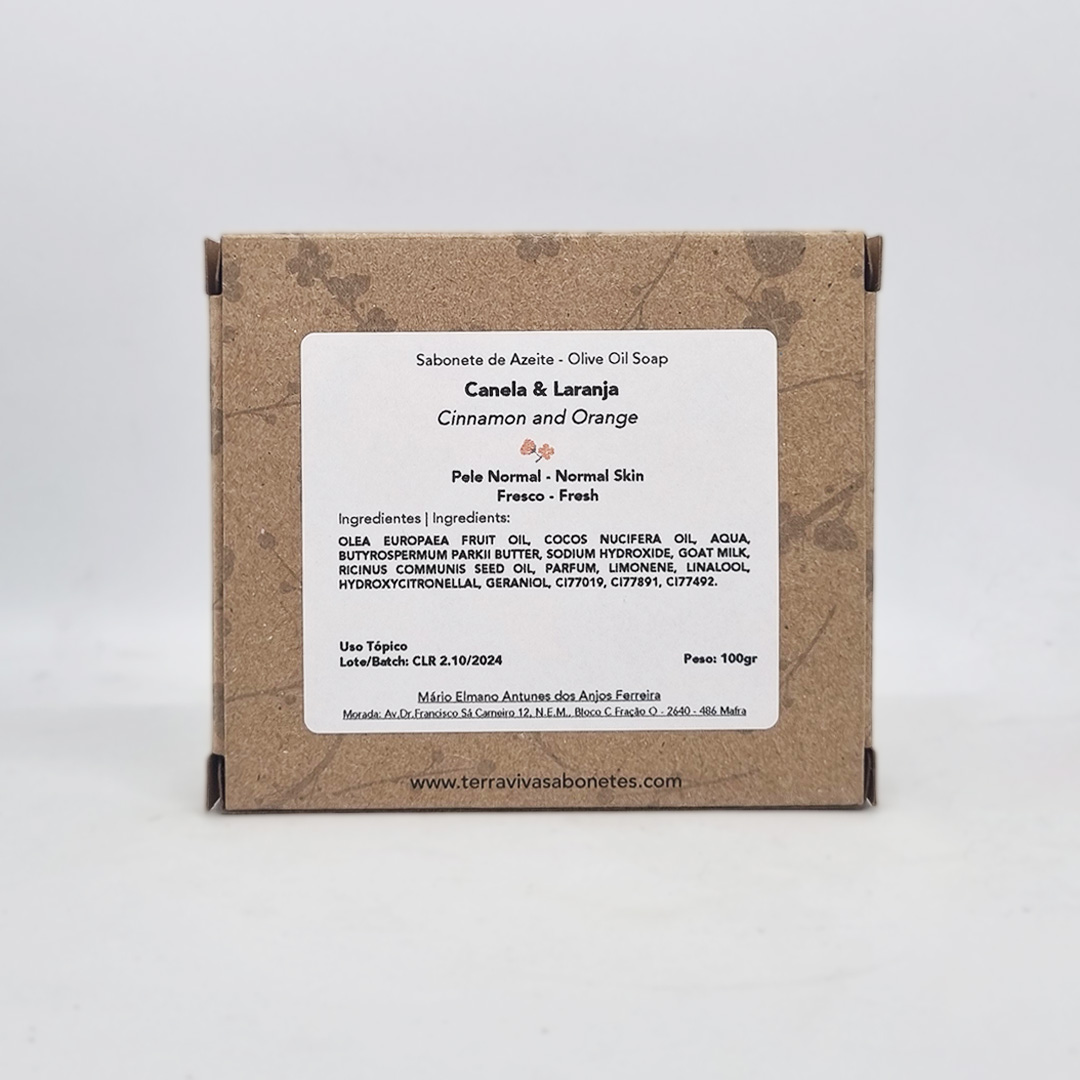 Sabonete de Azeite - Olive Oil Soap
Canela & Laranja
Cinnamon and Orange
Pele Normal - Normal Skin
Fresco - Fresh
Ingredientes | Ingredients:
OLEA EUROPAEA FRUIT OIL, COCOS NUCIFERA OIL, AQUA,
BUTYROSPERMUM PARKII BUTTER, SODIUM HYDROXIDE, GOAT MILK,
RICINUS COMMUNIS SEED OIL, PARFUM, LIMONENE, LINALOOL,
HYDROXYCITRONELLAL, GERANIOL, CI77019, CI77891, CI77492.
Uso Tópico
Lote/Batch: CLR 2.10/2024
Peso: 100gr
Mário Elmano Antunes dos Anjos Ferreira
Morada: Av.Dr.Francisco Sá Carneiro 12, N.E.M., Bloco C Fração O - 2640 - 486 Mafra
www.terravivasabonetes.com